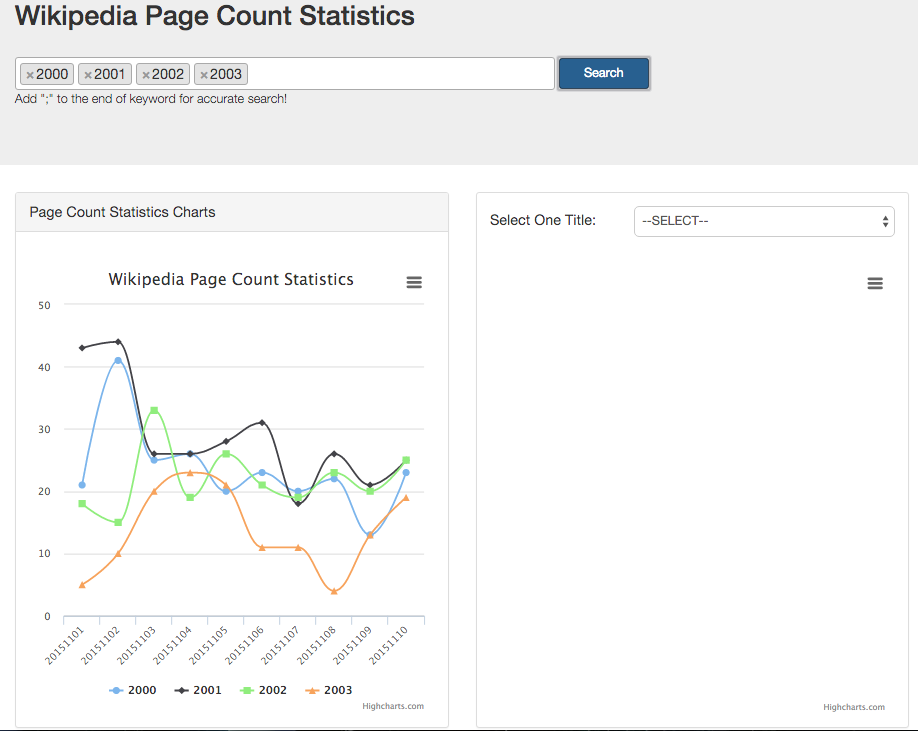 Wikipedia Page Count Statistics
×2000 ×2001 ×2002 ×2003 Search
Add ";" to the end of keyword for accurate search!
Page Count Statistics Charts
Wikipedia Page Count Statistics
50
40
30
20
10
0
20151101 20151102 20151103 20151104 20151105 20151106 20151107 20151108 20151109 20151110
2000 2001 2002 2003
Highcharts.com
Select One Title: --SELECT--
Highcharts.com